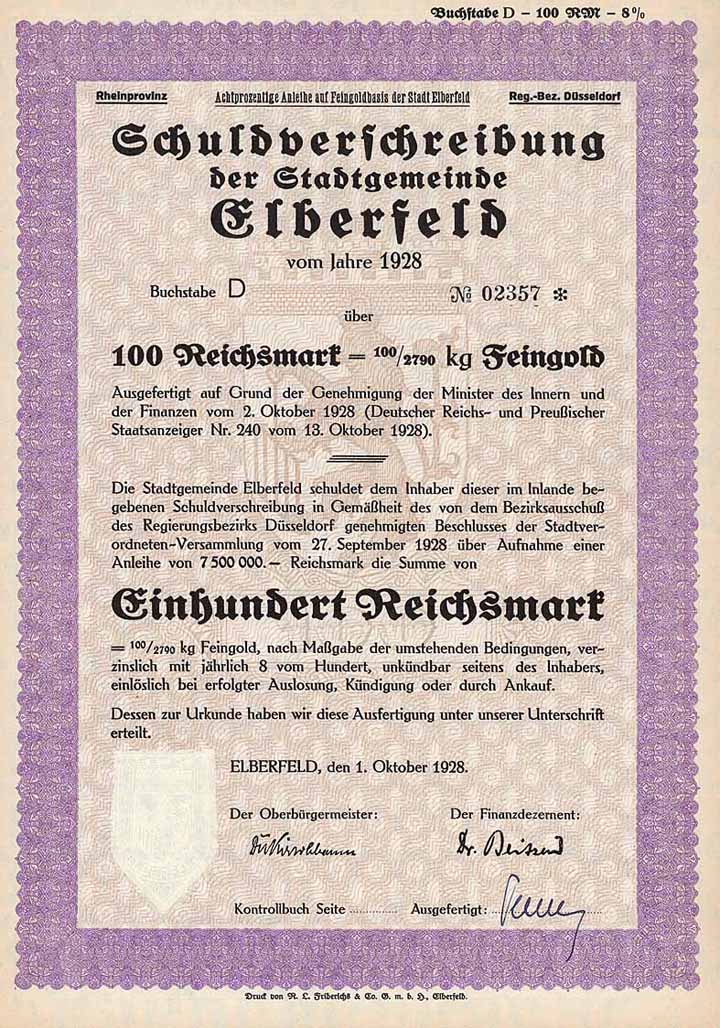 Buchstabe D – 100 RM – 8%
Rheinprovinz Achtprozentige Anleihe auf Feingoldbasis der Stadt Elberfeld Reg.-Bez. Düsseldorf
Schuldverschreibung
der Stadtgemeinde
Elberfeld
vom Jahre 1928
Buchstabe D № 02357 *
über
100 Reichsmark = 100/2790 kg Feingold
Ausgefertigt auf Grund der Genehmigung der Minister des Innern und
der Finanzen vom 2. Oktober 1928 (Deutscher Reichs- und Preußischer
Staatsanzeiger Nr. 240 vom 13. Oktober 1928).
Die Stadtgemeinde Elberfeld schuldet dem Inhaber dieser im Inlande be-
gebenen Schuldverschreibung in Gemäßheit des von dem Bezirksausschuß
des Regierungsbezirks Düsseldorf genehmigten Beschlusses der Stadtver-
ordneten-Versammlung vom 27. September 1928 über Aufnahme einer
Anleihe von 7 500 000.— Reichsmark die Summe von
Einhundert Reichsmark
= 100/2790 kg Feingold, nach Maßgabe der umstehenden Bedingungen, ver-
zinslich mit jährlich 8 vom Hundert, unkündbar seitens des Inhabers,
einlöslich bei erfolgter Auslosung, Kündigung oder durch Ankauf.
Dessen zur Urkunde haben wir diese Ausfertigung unter unserer Unterschrift
erteilt.
ELBERFELD, den 1. Oktober 1928.
Der Oberbürgermeister: Der Finanzdezernent:
Dr.
Kontrollbuch Seite .............. Ausgefertigt:
Druck von R. L. Friderichs & Co. G. m. b. H., Elberfeld.